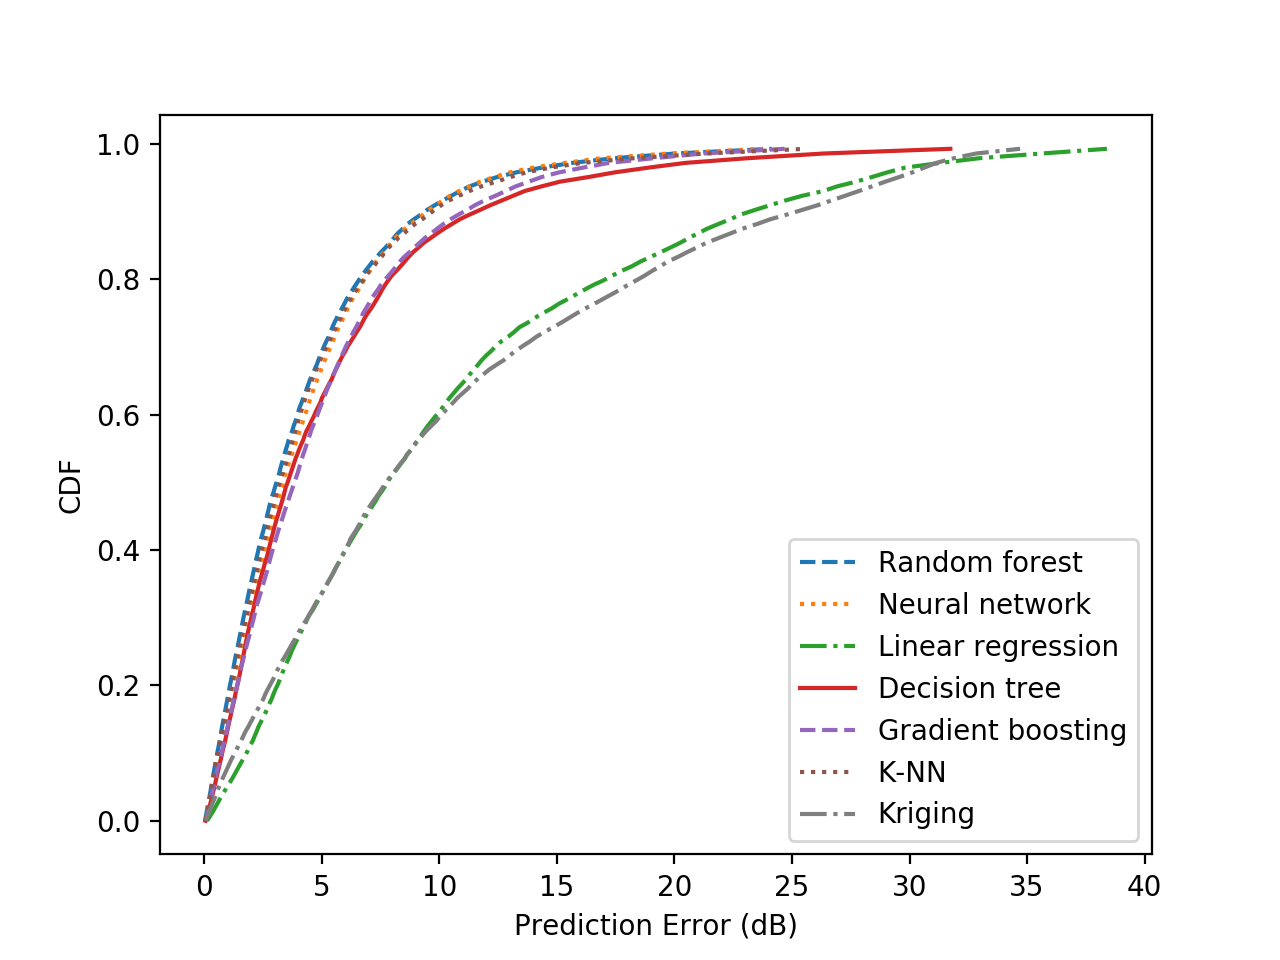 1.0
0.8
0.6
0.4
0.2
0.0
CDF
0 5 10 15 20 25 30 35 40
Prediction Error (dB)
Random forest
Neural network
Linear regression
Decision tree
Gradient boosting
K-NN
Kriging